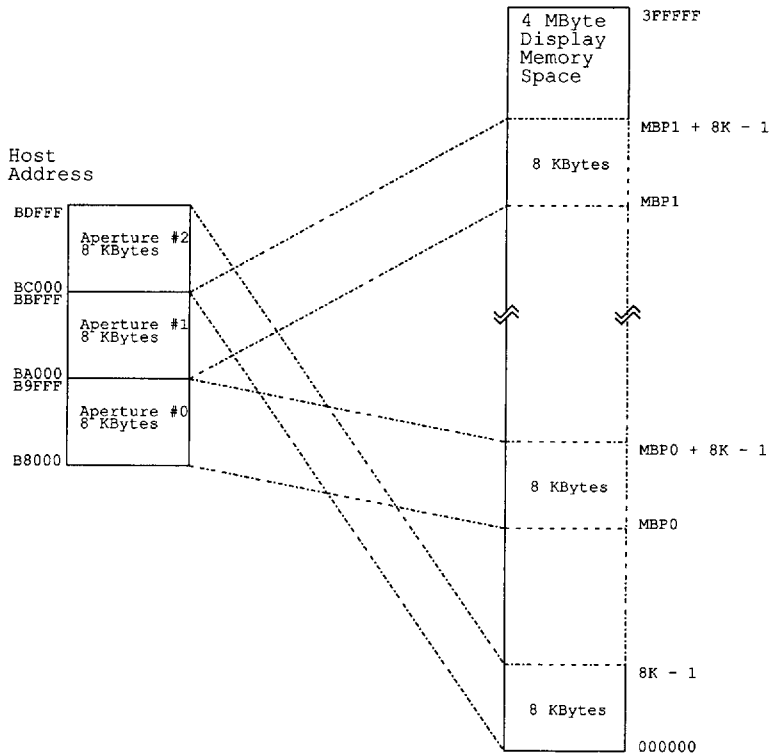 4 MByte
Display
Memory
Space
3FFFFF
MBP1 + 8K - 1
8 KBytes
MBP1
Host
Address
BDFFF
Aperture #2
8 KBytes
BC000
BBFFF
Aperture #1
8 KBytes
BA000
B9FFF
Aperture #0
8 KBytes
B8000
MBP0 + 8K - 1
8 KBytes
MBP0
8K - 1
8 KBytes
000000